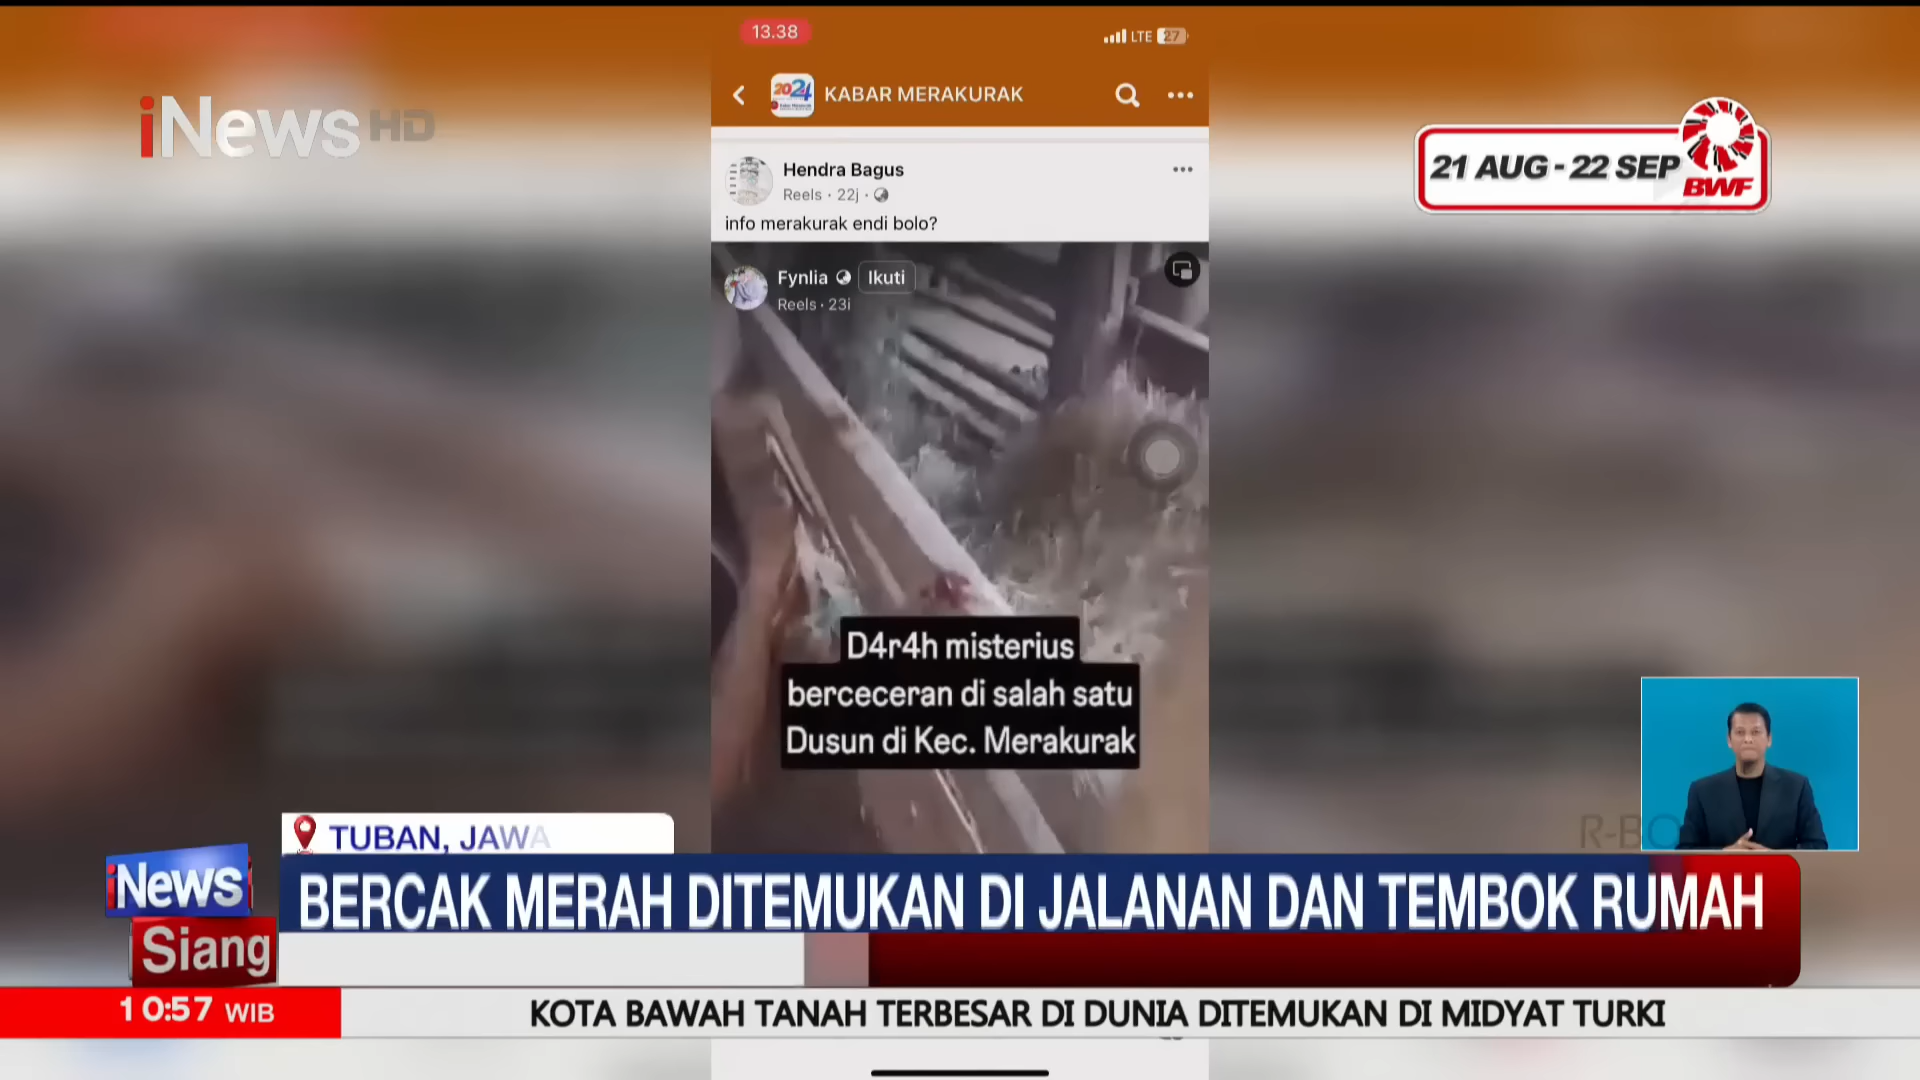 13.38
LTE 27
2024
KABAR MERAKURAK
iNews HD
21 AUG - 22 SEP
BWF
Hendra Bagus
Reels · 22j ·
info merakurak endi bolo?
Fynlia
Ikuti
Reels · 23j
D4r4h misterius
berceceran di salah satu
Dusun di Kec. Merakurak
TUBAN, JAWA
iNews
Siang
BERCAK MERAH DITEMUKAN DI JALANAN DAN TEMBOK RUMAH
10:57 WIB
KOTA BAWAH TANAH TERBESAR DI DUNIA DITEMUKAN DI MIDYAT TURKI